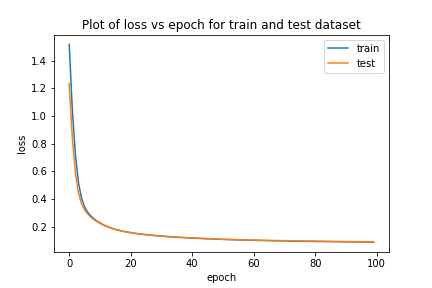 Plot of loss vs epoch for train and test dataset
train
test
1.4
1.2
1.0
0.8
0.6
0.4
0.2
loss
0 20 40 60 80 100
epoch